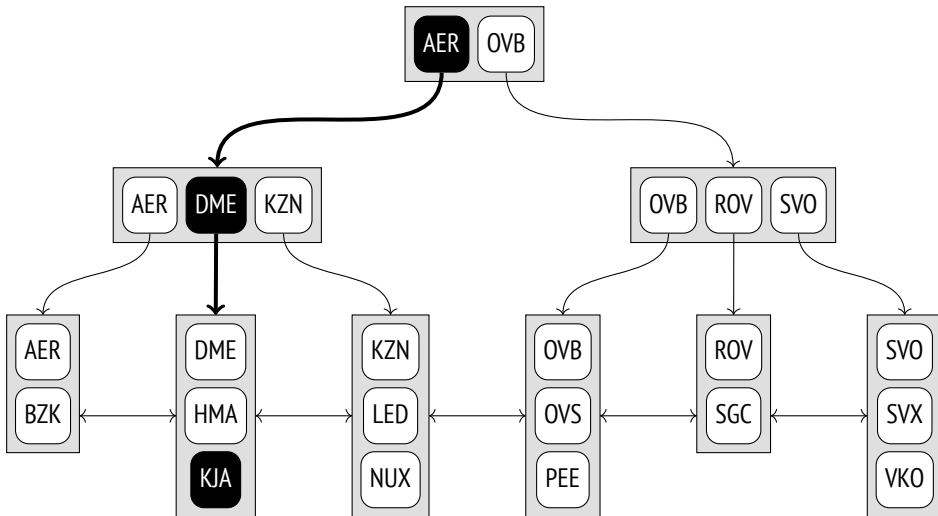 AER OVB
AER DME KZN OVB ROV SVO
AER DME KZN OVB ROV SVO
BZK HMA LED OVS SGC SVX
KJA NUX PEE VKO